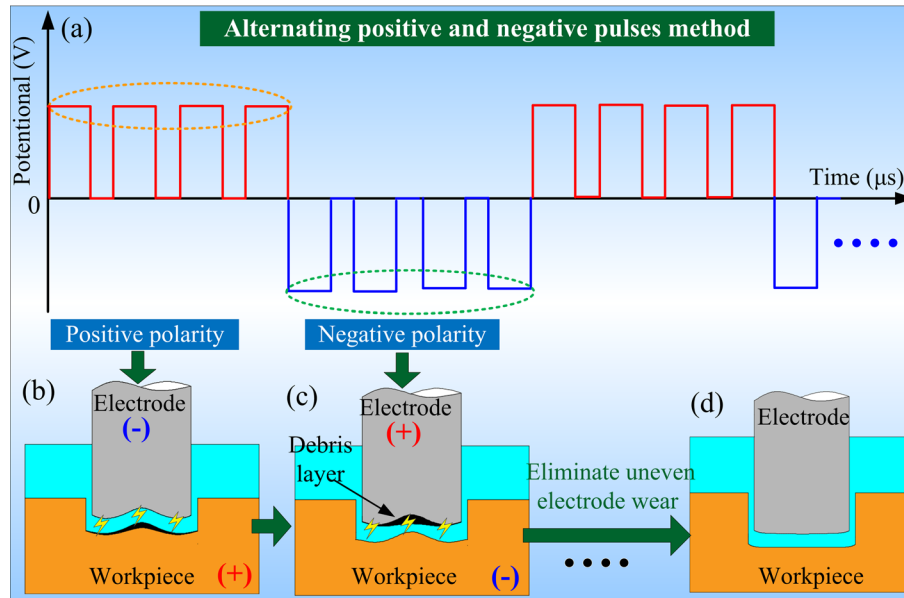 (a)
Alternating positive and negative pulses method
Potentional (V)
0
Time (μs)
Positive polarity
Negative polarity
(b)
Electrode
(-)
Workpiece
(+)
(c)
Electrode
(+)
Debris
layer
Workpiece
(-)
Eliminate uneven
electrode wear
(d)
Electrode
Workpiece